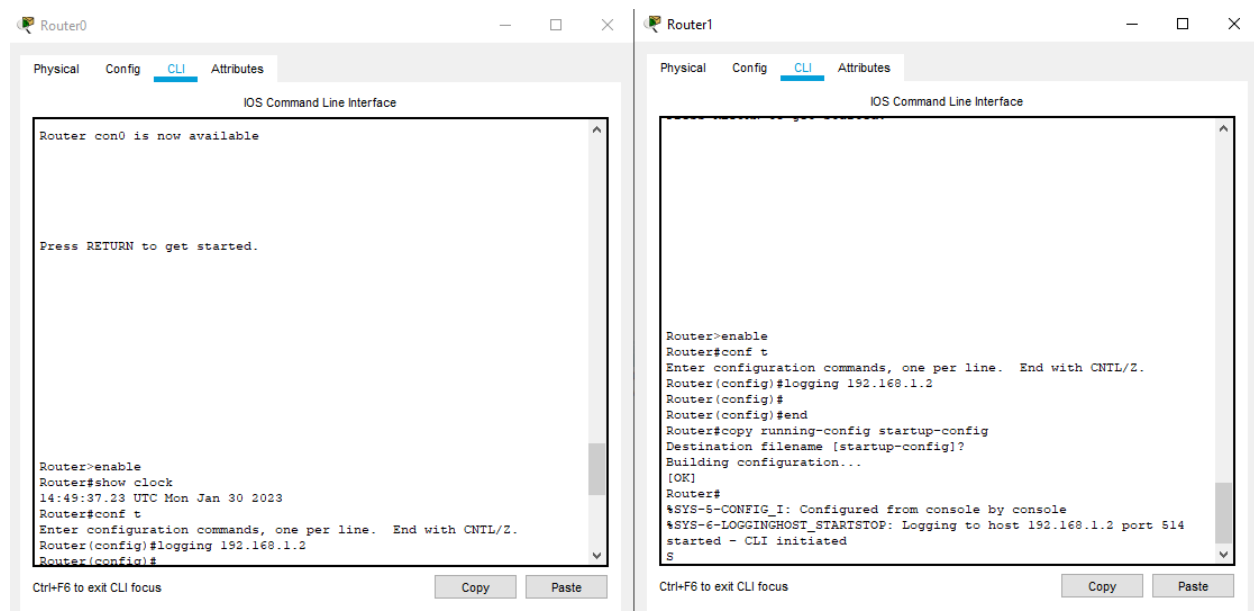 Router0
Physical Config CLI Attributes
IOS Command Line Interface
Router con0 is now available
Press RETURN to get started.
Router>enable
Router#show clock
14:49:37.23 UTC Mon Jan 30 2023
Router#conf t
Enter configuration commands, one per line. End with CNTL/Z.
Router(config)#logging 192.168.1.2
Router(config)#
Ctrl+F6 to exit CLI focus
Copy Paste
Router1
Physical Config CLI Attributes
IOS Command Line Interface
Router>enable
Router#conf t
Enter configuration commands, one per line. End with CNTL/Z.
Router(config)#logging 192.168.1.2
Router(config)#
Router(config)#end
Router#copy running-config startup-config
Destination filename [startup-config]?
Building configuration...
[OK]
Router#
%SYS-5-CONFIG_I: Configured from console by console
%SYS-6-LOGGINGHOST_STARTSTOP: Logging to host 192.168.1.2 port 514
started - CLI initiated
S
Ctrl+F6 to exit CLI focus
Copy Paste